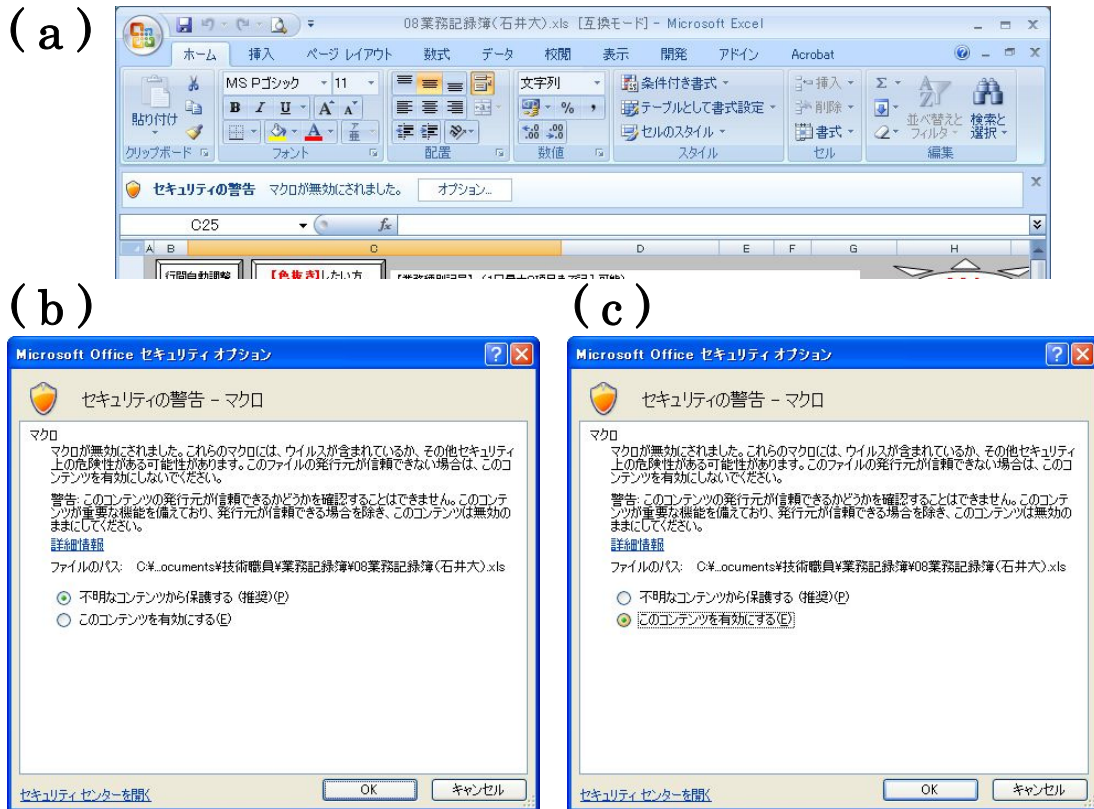 (a)
08業務記録簿(石井大).xls [互換モード] - Microsoft Excel
ホーム 挿入 ページ レイアウト 数式 データ 校閲 表示 開発 アドイン Acrobat
MS Pゴシック 11 文字列 条件付き書式 挿入 Σ
貼り付け B I U A A % , テーブルとして書式設定 削除 並べ替えと フィルタ 検索と 選択
A セルのスタイル 書式
クリップボード フォント 配置 数値 スタイル セル 編集
セキュリティの警告 マクロが無効にされました。 オプション...
C25 fx
A B C D E F G H
行間自動調整 【色抜き】したい方 【業務種別記号】
(b)
Microsoft Office セキュリティ オプション
セキュリティの警告 - マクロ
マクロ
マクロが無効にされました。これらのマクロには、ウイルスが含まれているか、その他セキュリティ
上の危険性がある可能性があります。このファイルの発行元が信頼できない場合は、このコ
ンテンツを有効にしないでください。
警告: このコンテンツの発行元が信頼できるかどうかを確認することはできません。このコンテ
ンツが重要な機能を備えており、発行元が信頼できる場合を除き、このコンテンツは無効の
ままにしてください。
詳細情報
ファイルのパス: C:¥...ocuments¥技術職員¥業務記録簿¥08業務記録簿(石井大).xls
不明なコンテンツから保護する (推奨)(P)
このコンテンツを有効にする(E)
セキュリティ センターを開く OK キャンセル
(c)
Microsoft Office セキュリティ オプション
セキュリティの警告 - マクロ
マクロ
マクロが無効にされました。これらのマクロには、ウイルスが含まれているか、その他セキュリティ
上の危険性がある可能性があります。このファイルの発行元が信頼できない場合は、このコ
ンテンツを有効にしないでください。
警告: このコンテンツの発行元が信頼できるかどうかを確認することはできません。このコンテ
ンツが重要な機能を備えており、発行元が信頼できる場合を除き、このコンテンツは無効の
ままにしてください。
詳細情報
ファイルのパス: C:¥...ocuments¥技術職員¥業務記録簿¥08業務記録簿(石井大).xls
不明なコンテンツから保護する (推奨)(P)
このコンテンツを有効にする(E)
セキュリティ センターを開く OK キャンセル